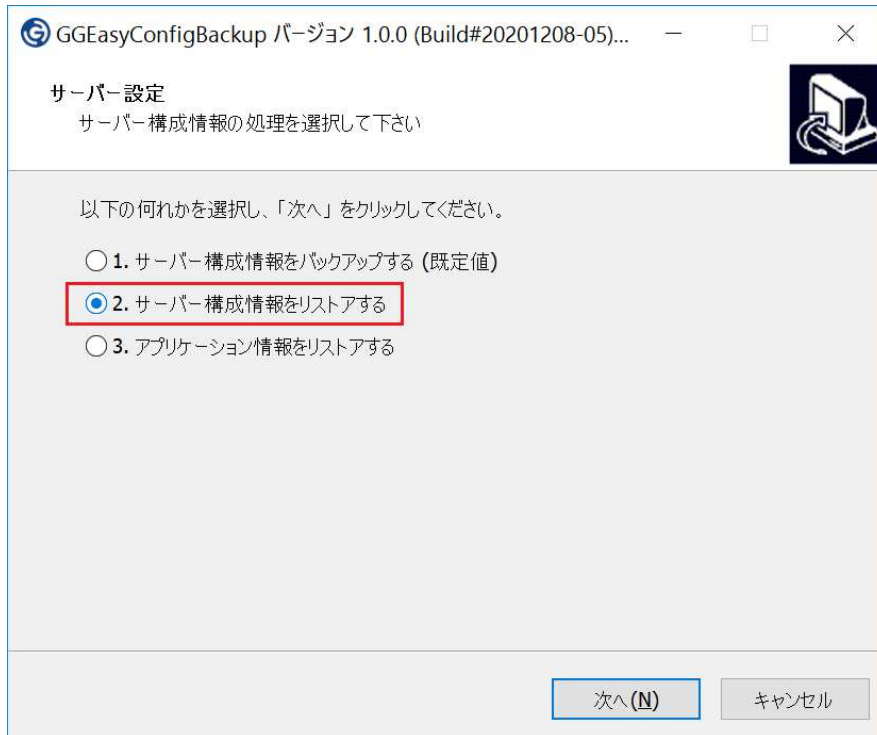 GGEasyConfigBackup バージョン 1.0.0 (Build#20201208-05)...
サーバー設定
サーバー構成情報の処理を選択して下さい
以下の何れかを選択し、「次へ」をクリックしてください。
1. サーバー構成情報をバックアップする (既定値)
2. サーバー構成情報をリストアする
3. アプリケーション情報をリストアする
次へ(N) キャンセル